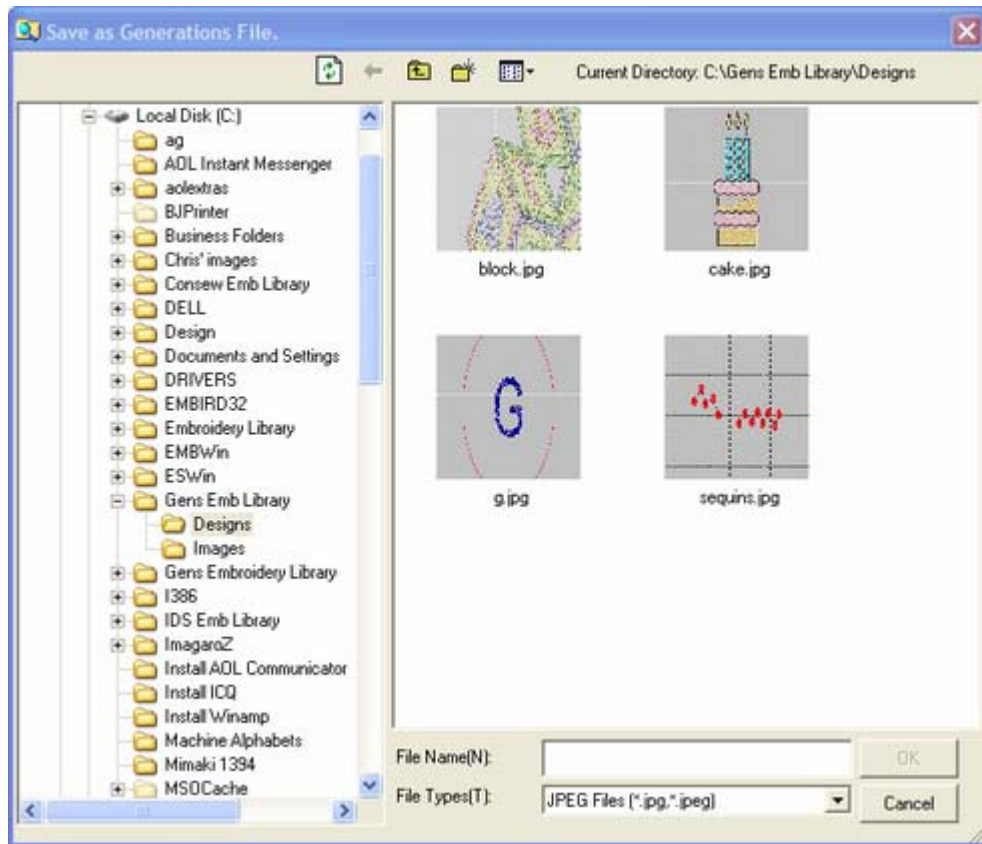 Save as Generations File.
Current Directory: C:\Gens Emb Library\Designs
Local Disk (C:)
ag
AOL Instant Messenger
aolextras
BJPrinter
Business Folders
Chris' images
Consew Emb Library
DELL
Design
Documents and Settings
DRIVERS
EMBIRD32
Embroidery Library
EMBWin
ESWin
Gens Emb Library
Designs
Images
Gens Embroidery Library
I386
IDS Emb Library
ImagaroZ
Install AOL Communicator
Install ICQ
Install Winamp
Machine Alphabets
Mimaki 1394
MSOCache
block.jpg
cake.jpg
G
g.jpg
sequins.jpg
File Name(N):
OK
File Types(T):
JPEG Files (*.jpg,*.jpeg)
Cancel